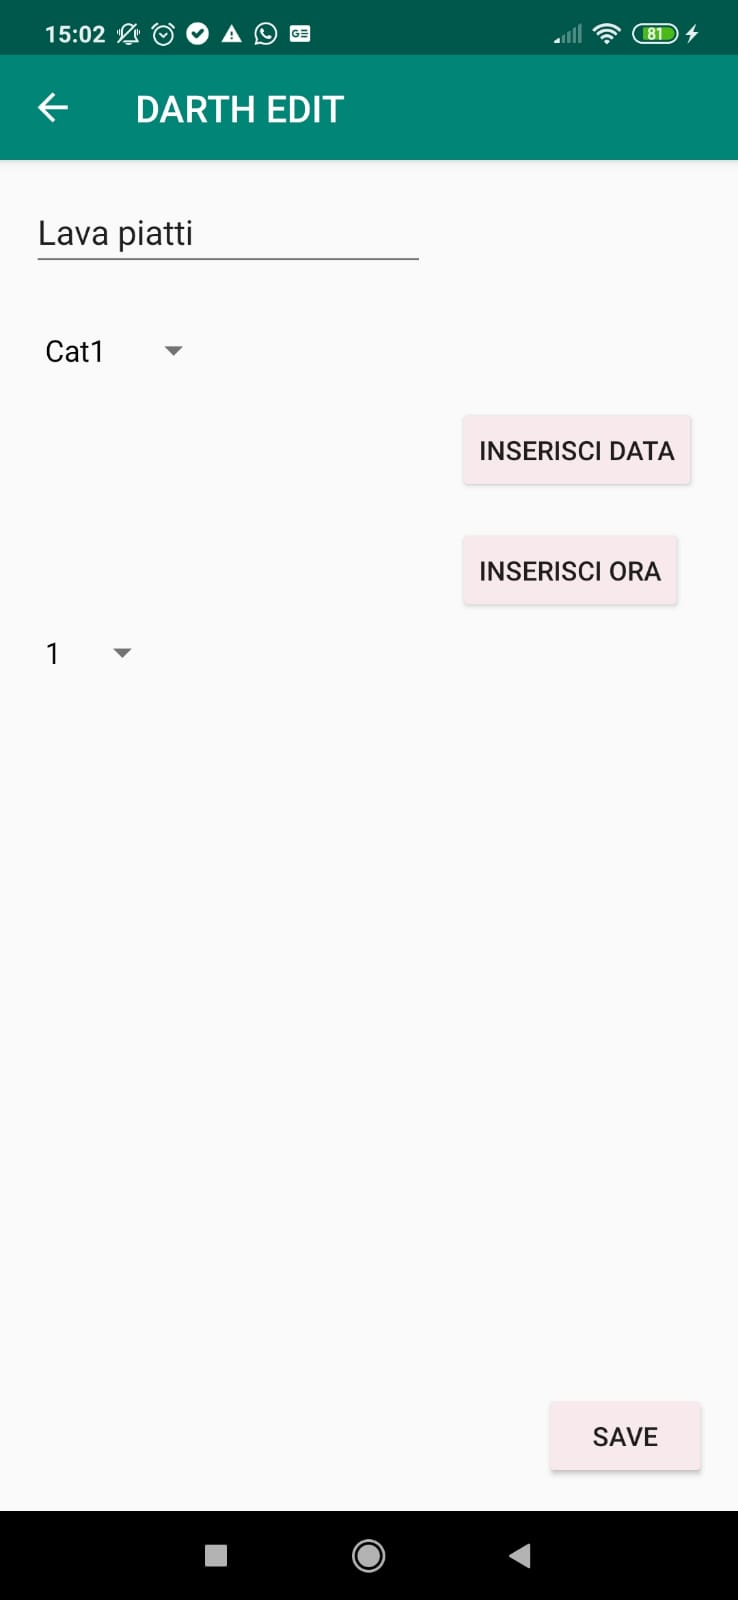 15:02
81
DARTH EDIT
Lava piatti
Cat1
INSERISCI DATA
INSERISCI ORA
1
SAVE